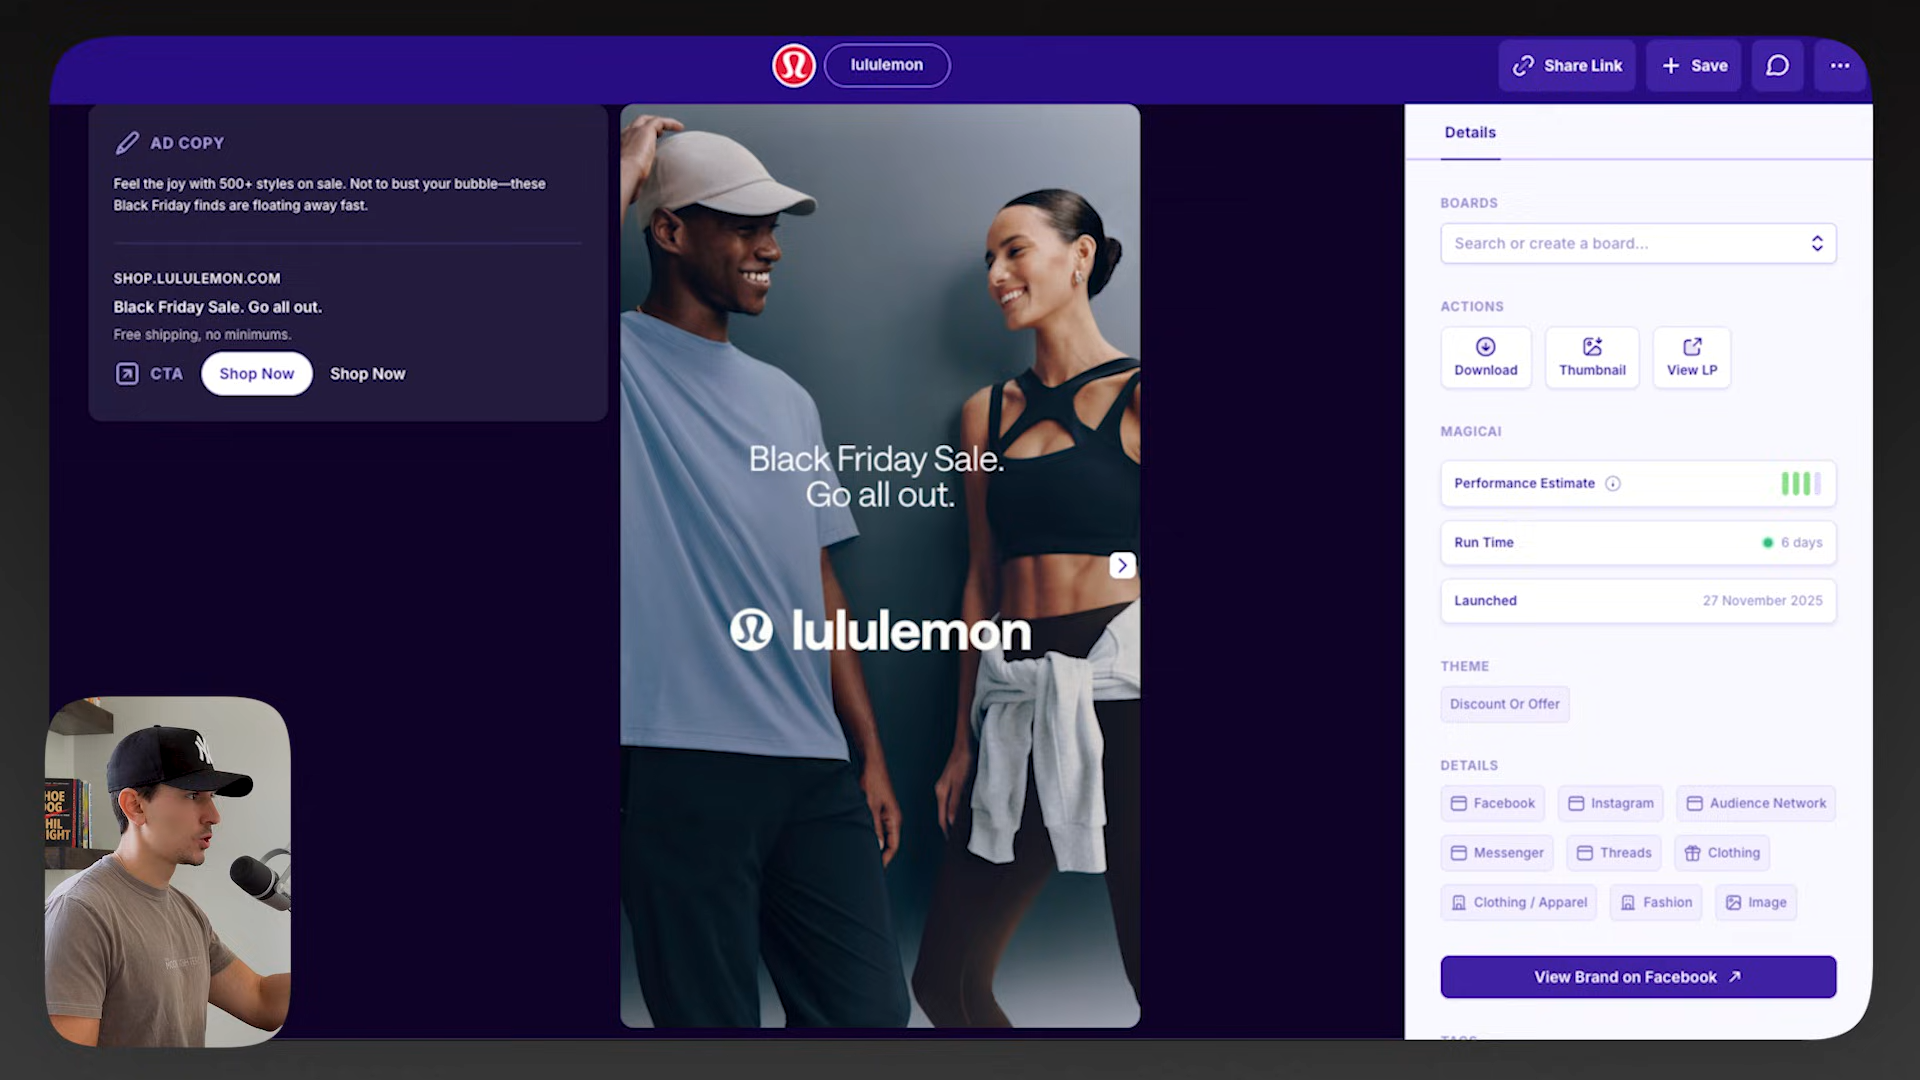 lululemon
Share Link
Save
AD COPY
Feel the joy with 500+ styles on sale. Not to bust your bubble—these
Black Friday finds are floating away fast.
SHOP.LULULEMON.COM
Black Friday Sale. Go all out.
Free shipping, no minimums.
CTA
Shop Now
Shop Now
Black Friday Sale.
Go all out.
lululemon
Details
BOARDS
Search or create a board...
ACTIONS
Download
Thumbnail
View LP
MAGICAI
Performance Estimate
Run Time
6 days
Launched
27 November 2025
THEME
Discount Or Offer
DETAILS
Facebook
Instagram
Audience Network
Messenger
Threads
Clothing
Clothing / Apparel
Fashion
Image
View Brand on Facebook
HOE
DOG
HIL
IGHT